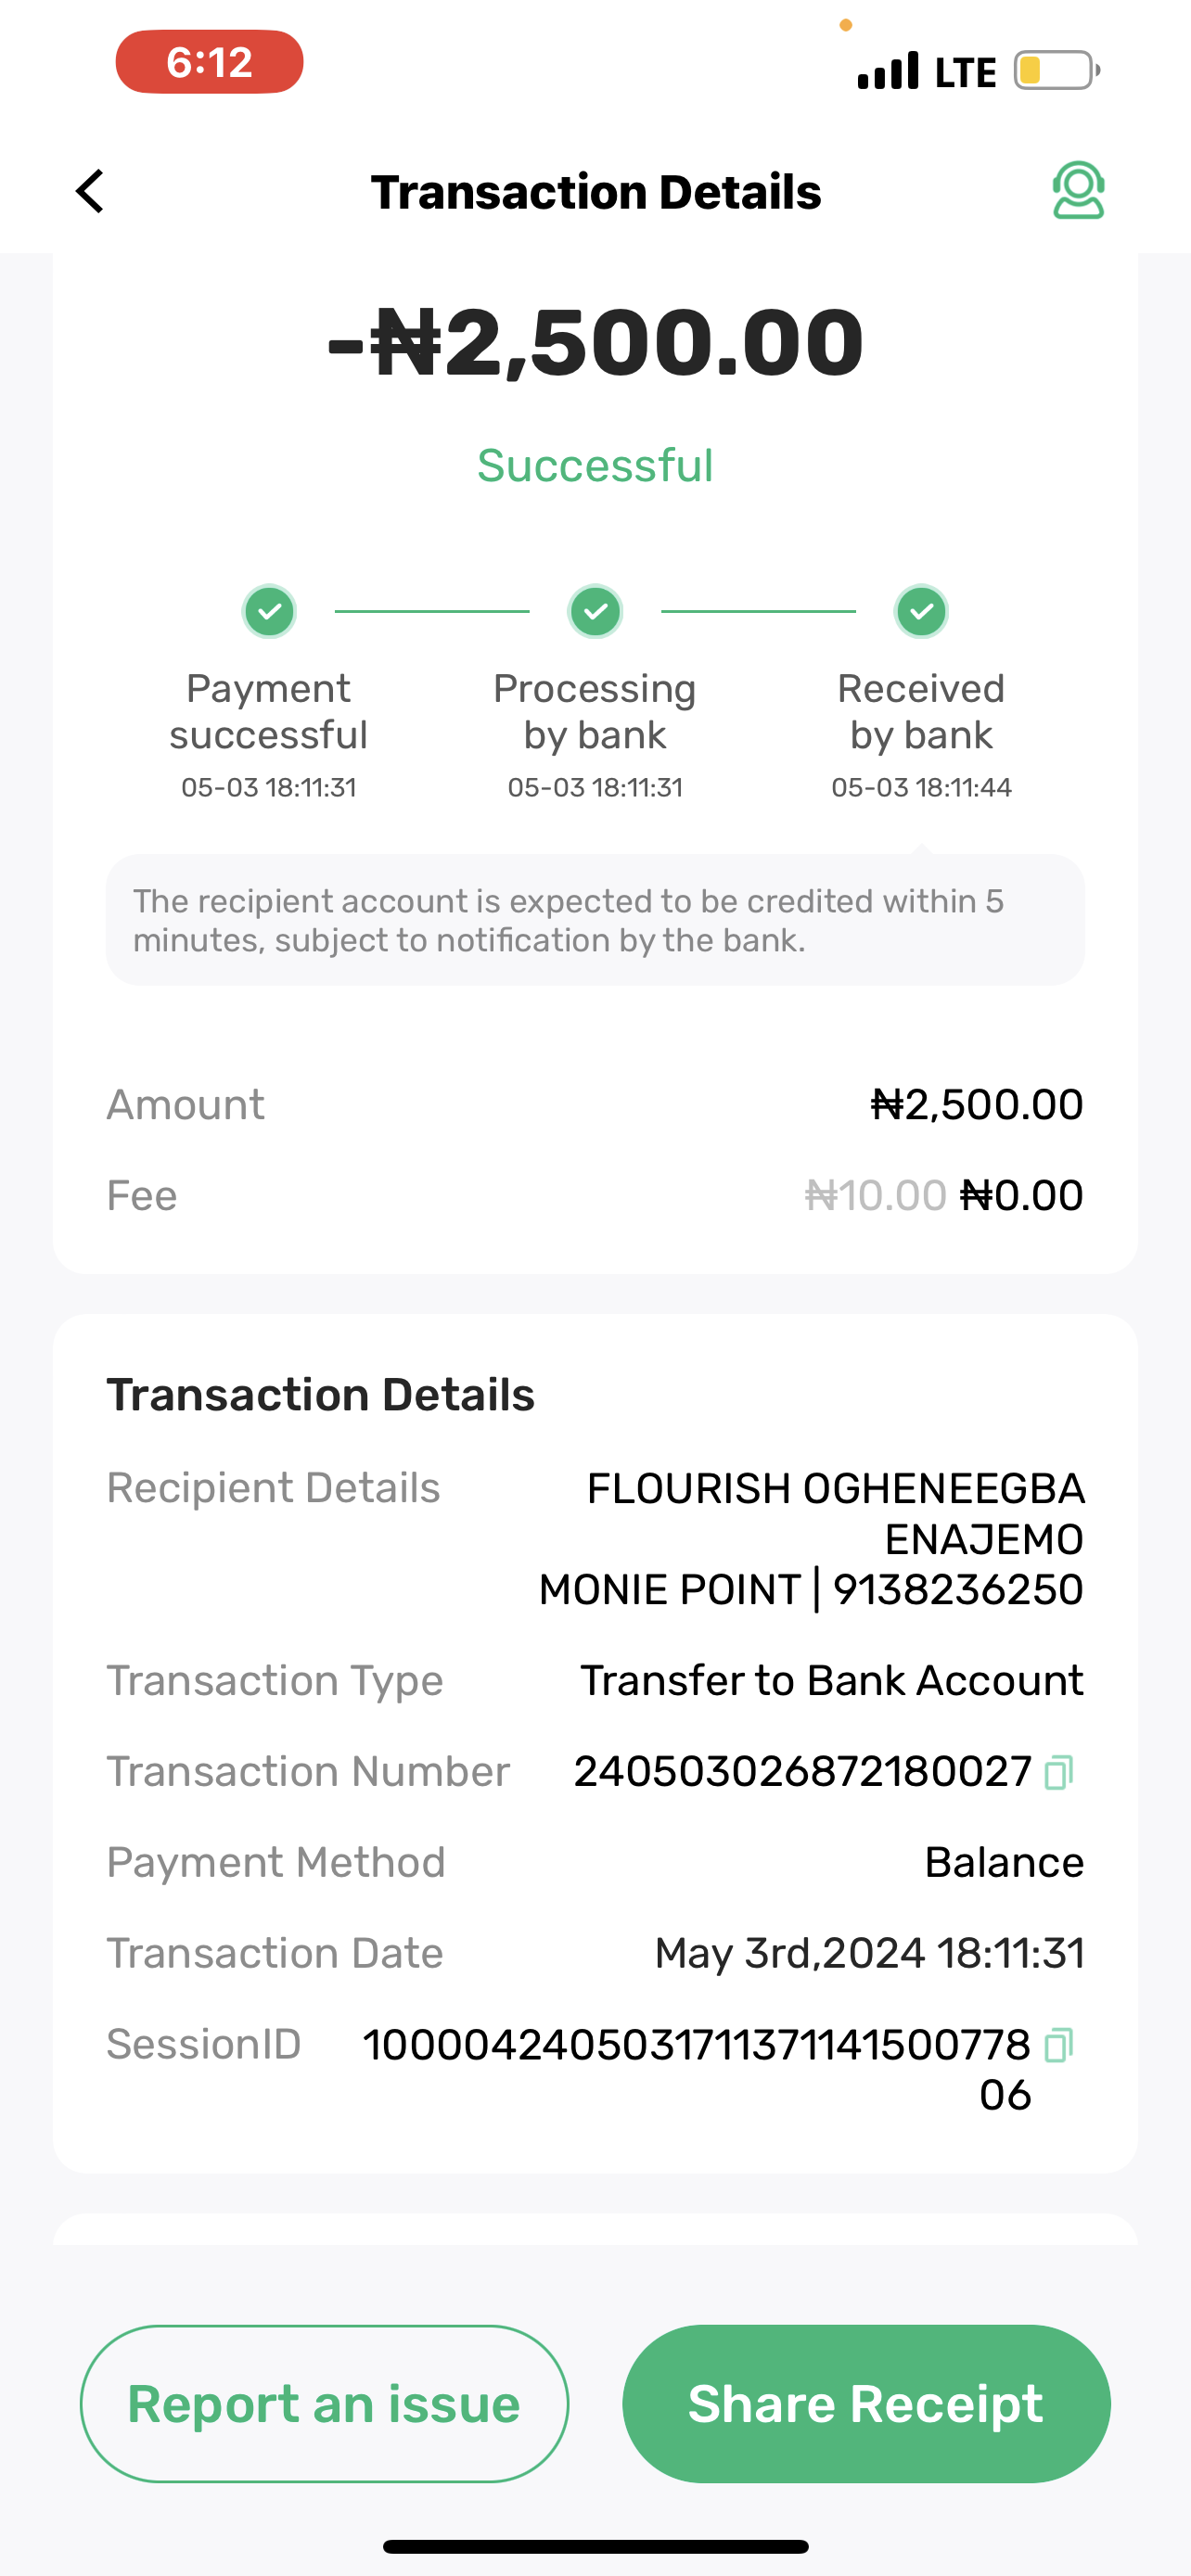 6:12
LTE
Transaction Details
-₦2,500.00
Successful
Payment
successful
05-03 18:11:31
Processing
by bank
05-03 18:11:31
Received
by bank
05-03 18:11:44
The recipient account is expected to be credited within 5
minutes, subject to notification by the bank.
Amount ₦2,500.00
Fee ₦10.00 ₦0.00
Transaction Details
Recipient Details FLOURISH OGHENEEGBA
ENAJEMO
MONIE POINT | 9138236250
Transaction Type Transfer to Bank Account
Transaction Number 240503026872180027
Payment Method Balance
Transaction Date May 3rd,2024 18:11:31
SessionID 1000042405031711371141500778
06
Report an issue
Share Receipt